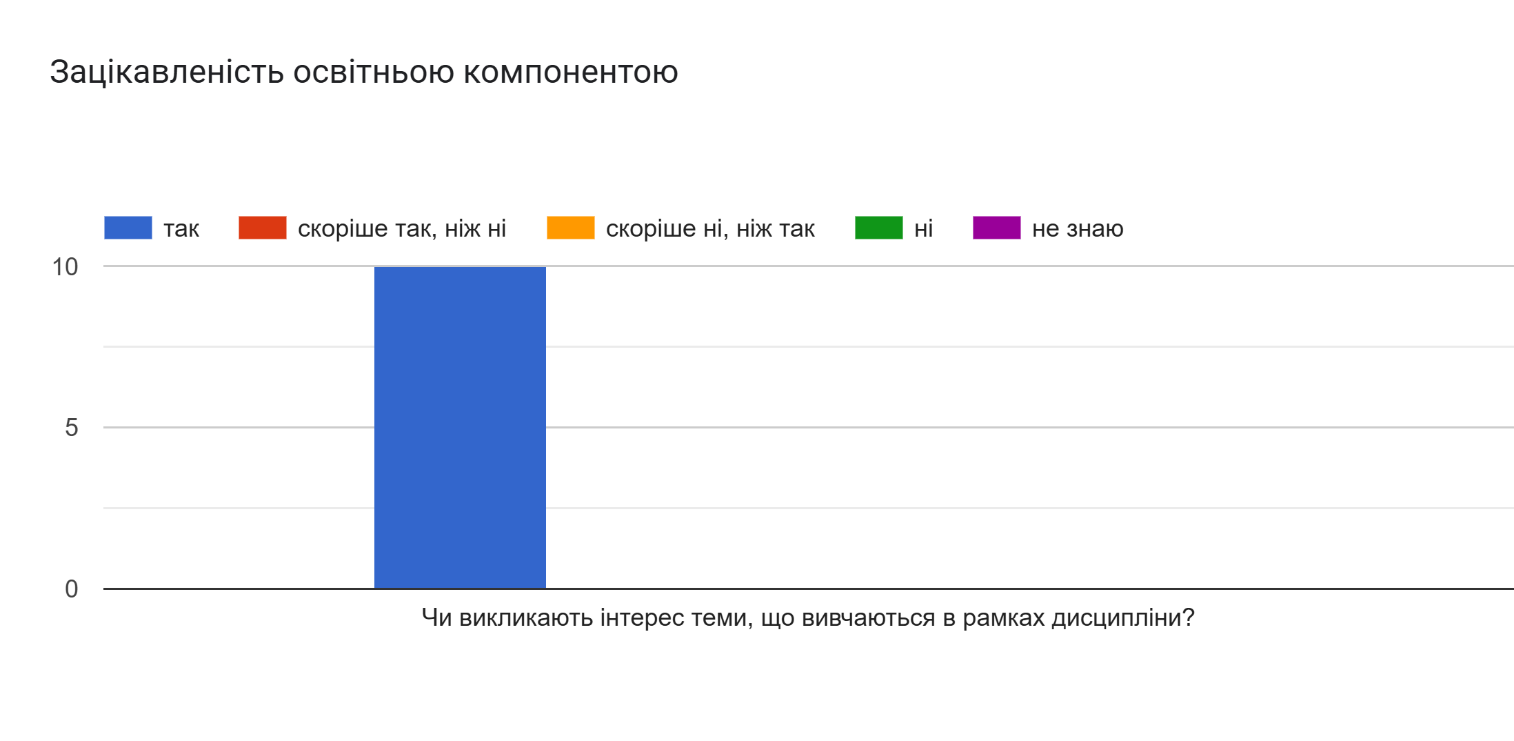 Зацікавленість освітньою компонентою
так скоріше так, ніж ні скоріше ні, ніж так ні не знаю
10
5
0
Чи викликають інтерес теми, що вивчаються в рамках дисципліни?